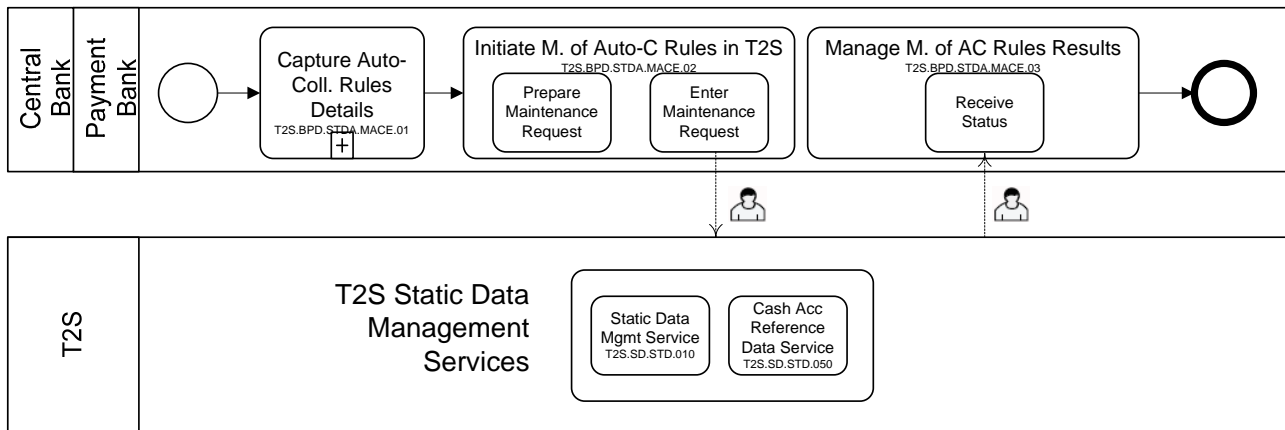 Central
Bank
Payment
Bank
Capture Auto-
Coll. Rules
Details
T2S.BPD.STDA.MACE.01
Initiate M. of Auto-C Rules in T2S
T2S.BPD.STDA.MACE.02
Prepare
Maintenance
Request
Enter
Maintenance
Request
Manage M. of AC Rules Results
T2S.BPD.STDA.MACE.03
Receive
Status
T2S
T2S Static Data
Management
Services
Static Data
Mgmt Service
T2S.SD.STD.010
Cash Acc
Reference
Data Service
T2S.SD.STD.050